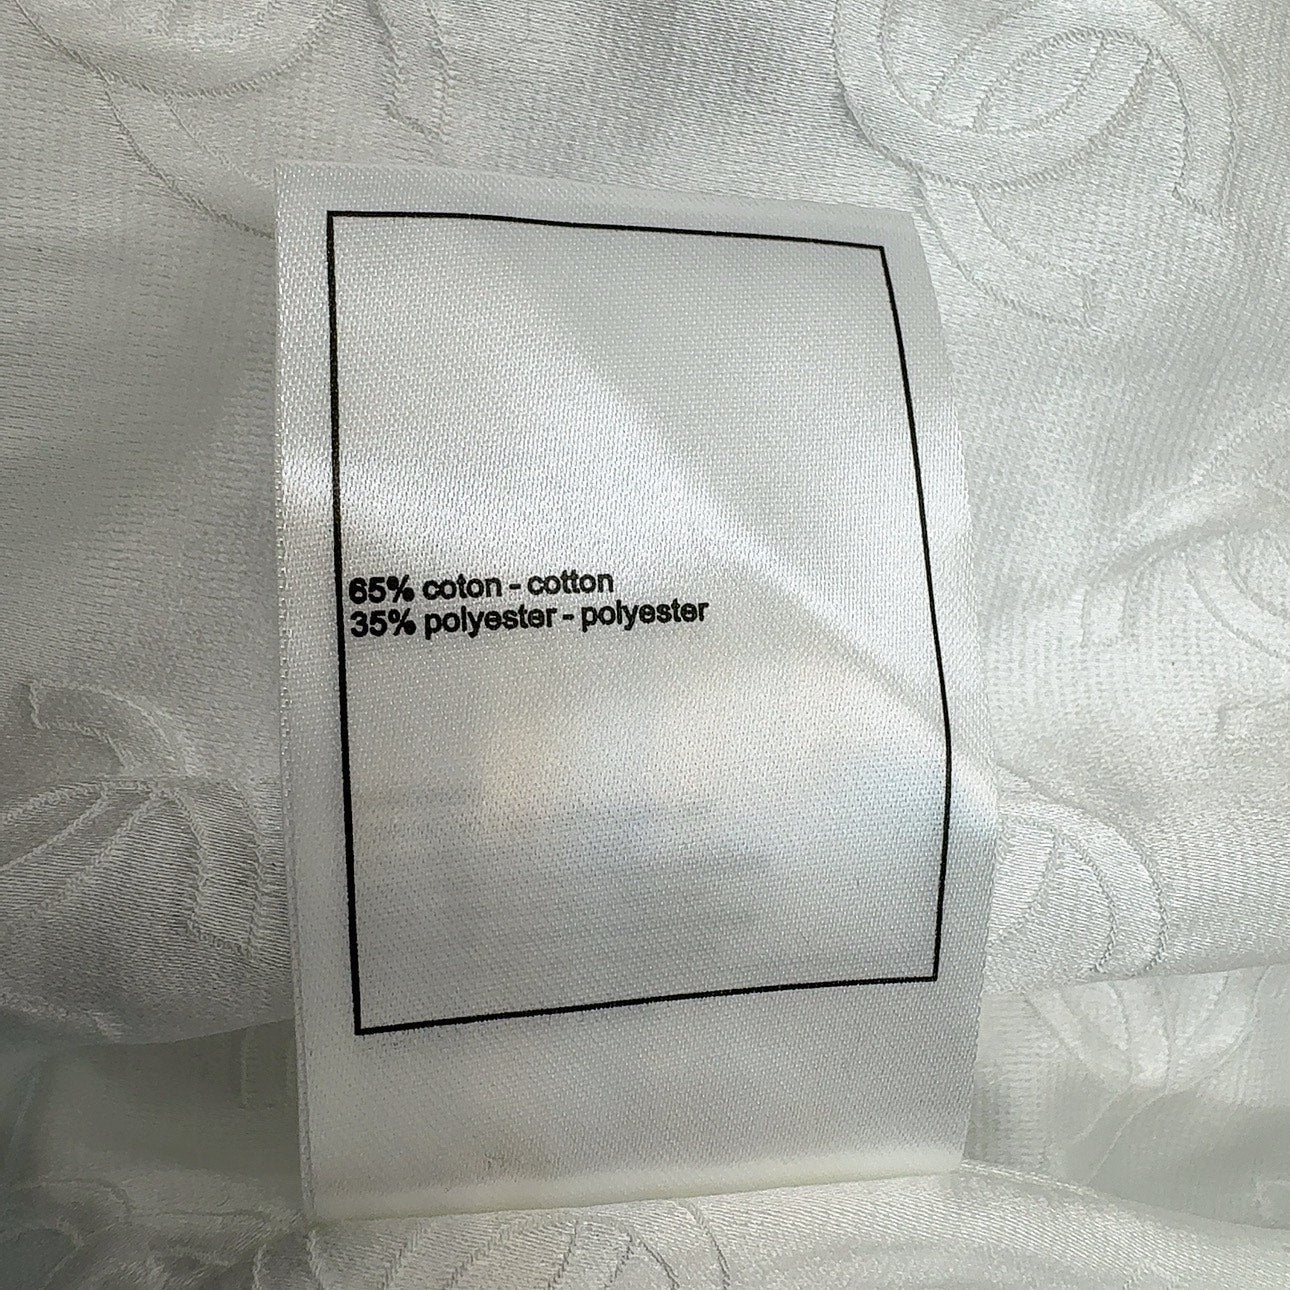 65% coton - cotton
35% polyester - polyester